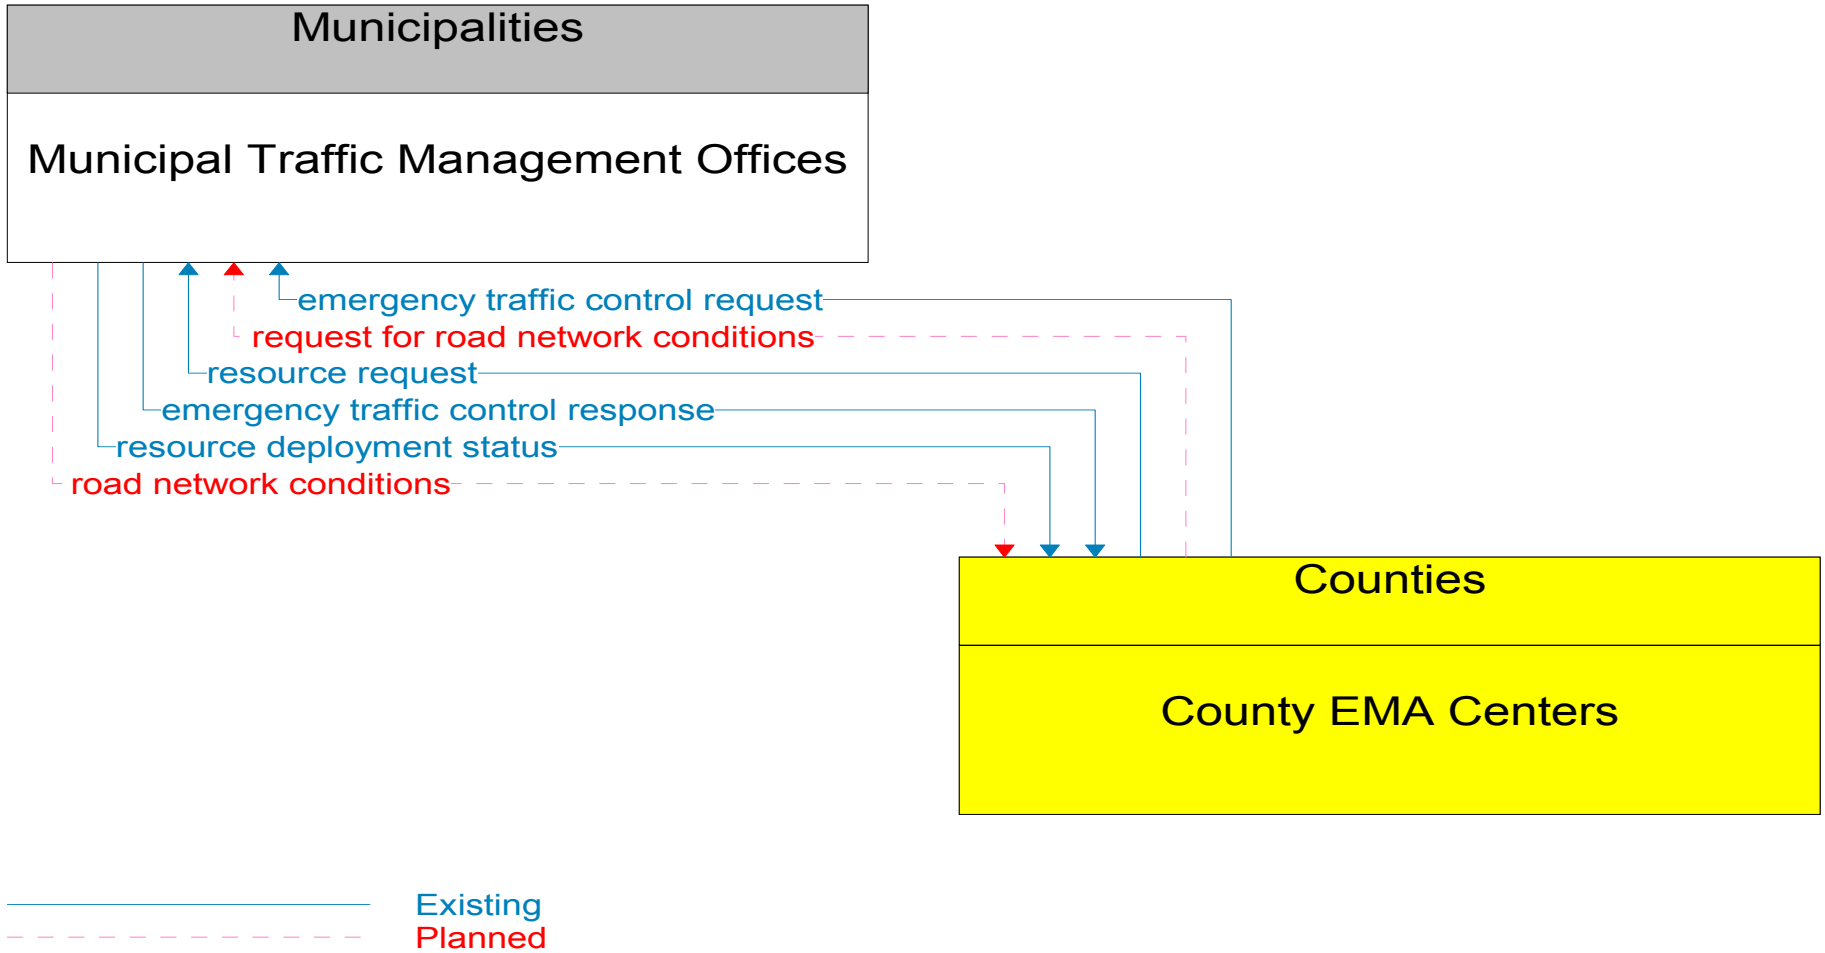 Municipalities
Municipal Traffic Management Offices
emergency traffic control request
request for road network conditions
resource request
emergency traffic control response
resource deployment status
road network conditions
Counties
County EMA Centers
Existing
Planned